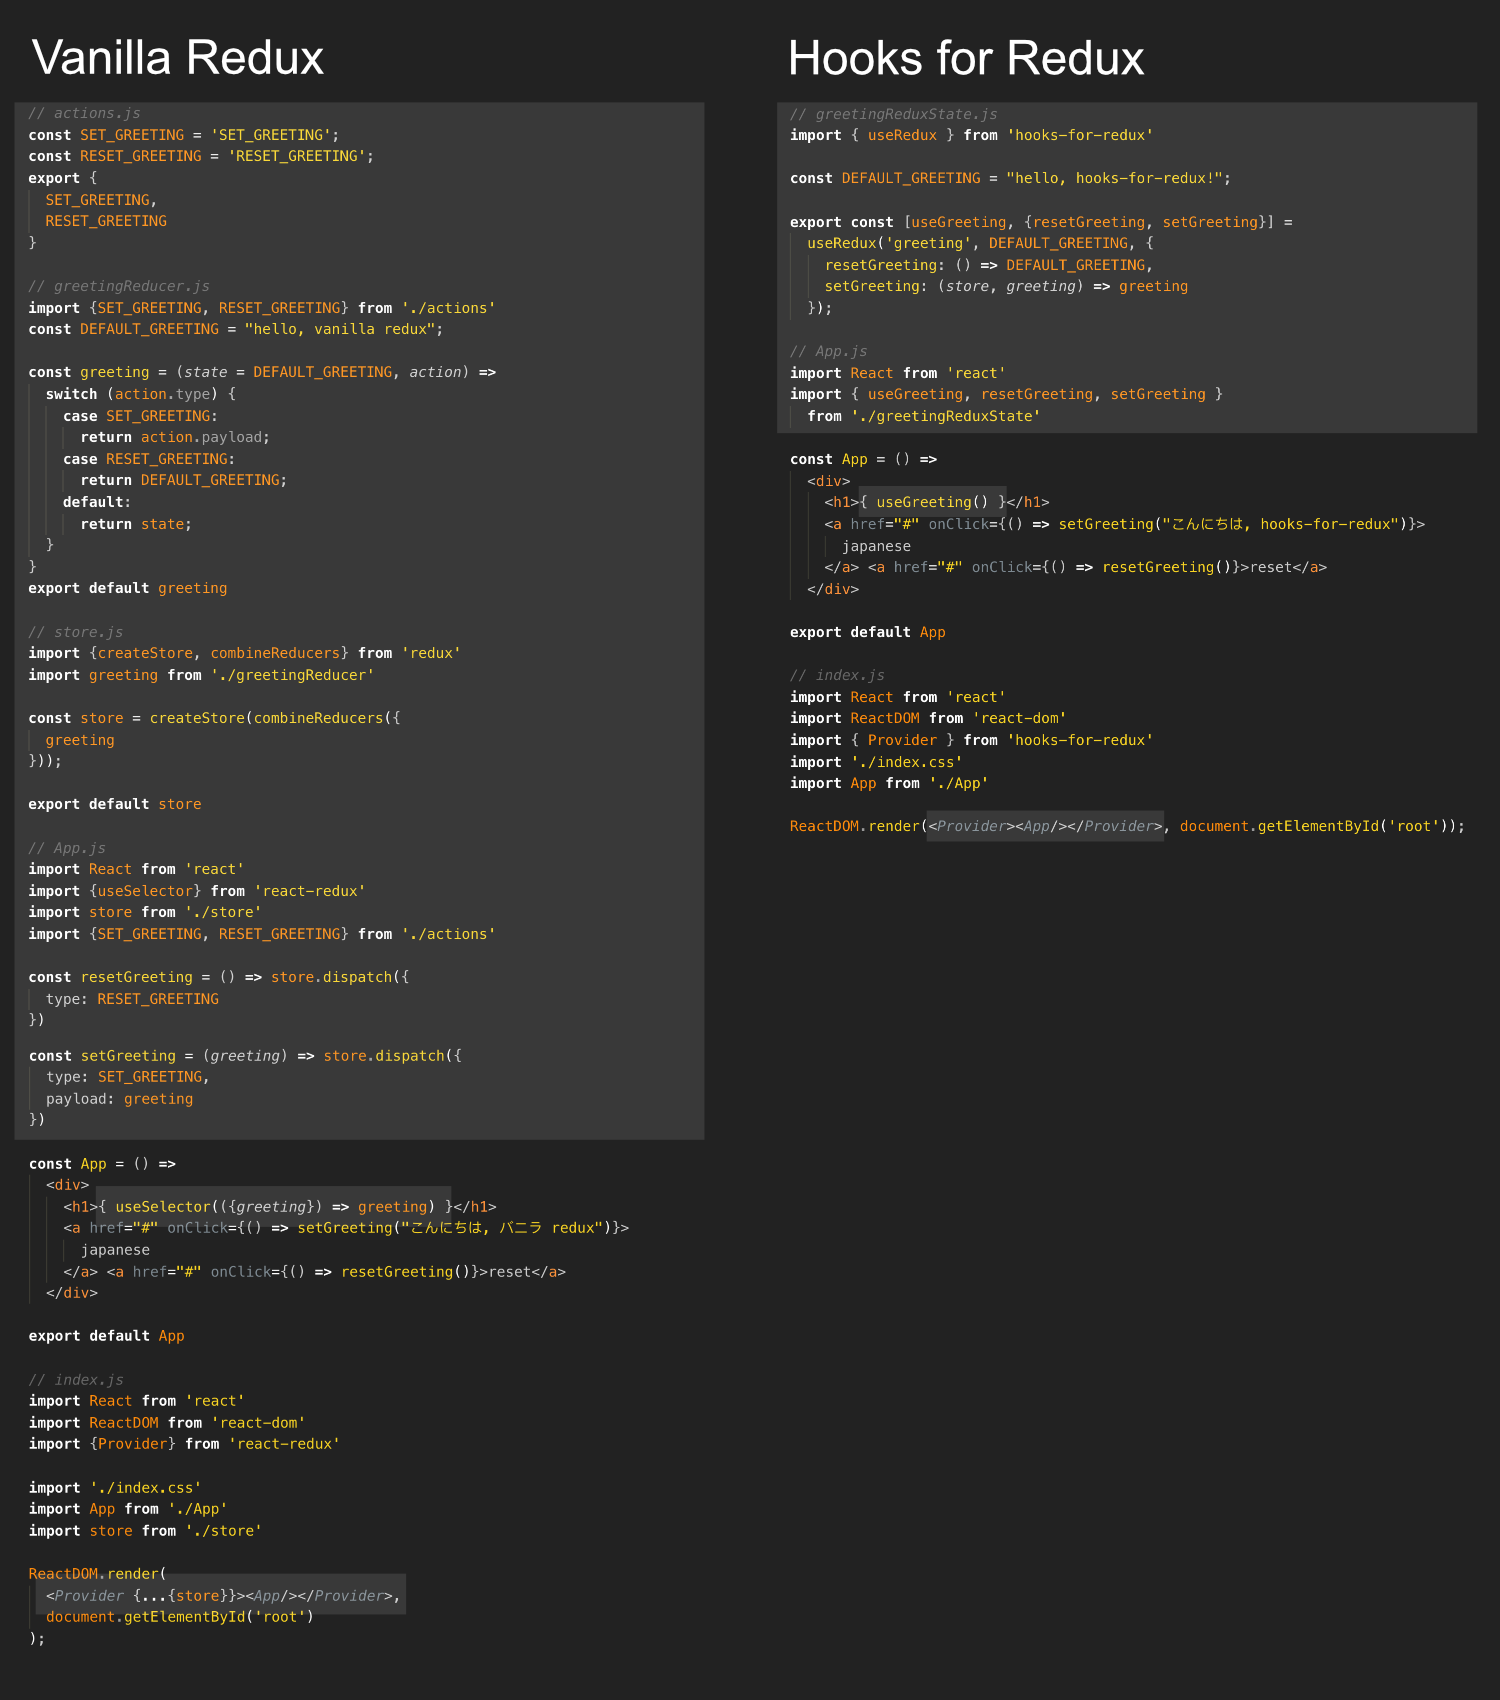 Vanilla Redux
// actions.js
const SET_GREETING = 'SET_GREETING';
const RESET_GREETING = 'RESET_GREETING';
export {
  SET_GREETING,
  RESET_GREETING
}

// greetingReducer.js
import {SET_GREETING, RESET_GREETING} from './actions'
const DEFAULT_GREETING = "hello, vanilla redux";

const greeting = (state = DEFAULT_GREETING, action) =>
  switch (action.type) {
    case SET_GREETING:
      return action.payload;
    case RESET_GREETING:
      return DEFAULT_GREETING;
    default:
      return state;
  }
}
export default greeting

// store.js
import {createStore, combineReducers} from 'redux'
import greeting from './greetingReducer'

const store = createStore(combineReducers({
  greeting
}));

export default store

// App.js
import React from 'react'
import {useSelector} from 'react-redux'
import store from './store'
import {SET_GREETING, RESET_GREETING} from './actions'

const resetGreeting = () => store.dispatch({
  type: RESET_GREETING
})

const setGreeting = (greeting) => store.dispatch({
  type: SET_GREETING,
  payload: greeting
})

const App = () =>
  <div>
    <h1>{ useSelector(({greeting}) => greeting) }</h1>
    <a href="#" onClick={() => setGreeting("こんにちは, バニラ redux")}>
      japanese
    </a> <a href="#" onClick={() => resetGreeting()}>reset</a>
  </div>

export default App

// index.js
import React from 'react'
import ReactDOM from 'react-dom'
import {Provider} from 'react-redux'

import './index.css'
import App from './App'
import store from './store'

ReactDOM.render(
  <Provider {...{store}}><App/></Provider>,
  document.getElementById('root')
);

Hooks for Redux
// greetingReduxState.js
import { useRedux } from 'hooks-for-redux'

const DEFAULT_GREETING = "hello, hooks-for-redux!";

export const [useGreeting, {resetGreeting, setGreeting}] =
  useRedux('greeting', DEFAULT_GREETING, {
    resetGreeting: () => DEFAULT_GREETING,
    setGreeting: (store, greeting) => greeting
  });

// App.js
import React from 'react'
import { useGreeting, resetGreeting, setGreeting }
  from './greetingReduxState'

const App = () =>
  <div>
    <h1>{ useGreeting() }</h1>
    <a href="#" onClick={() => setGreeting("こんにちは, hooks-for-redux")}>
      japanese
    </a> <a href="#" onClick={() => resetGreeting()}>reset</a>
  </div>

export default App

// index.js
import React from 'react'
import ReactDOM from 'react-dom'
import { Provider } from 'hooks-for-redux'
import './index.css'
import App from './App'

ReactDOM.render(<Provider><App/></Provider>, document.getElementById('root'));